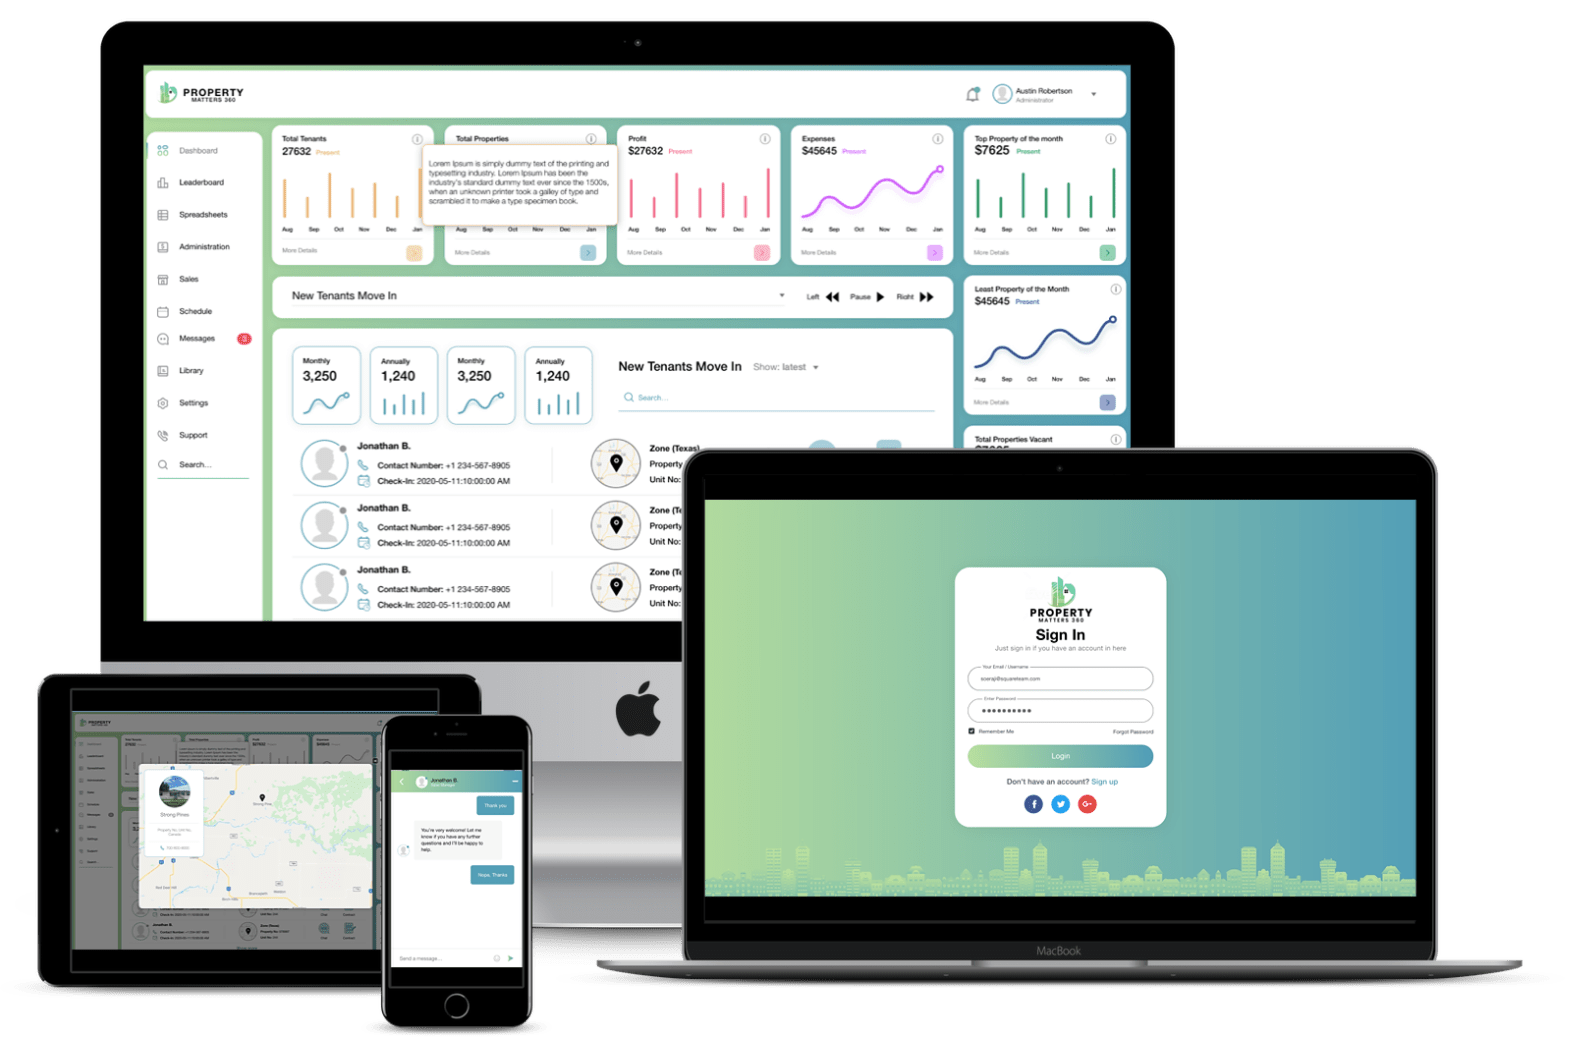 PROPERTY
MATTERS 360
Austin Robertson
Administrator
Dashboard
Leaderboard
Spreadsheets
Administration
Sales
Schedule
Messages
Library
Settings
Support
Search...
Total Tenants
27632 Present
Aug Sep Oct Nov Dec Jan
More Details
Total Properties
Lorem Ipsum is simply dummy text of the printing and
typesetting industry. Lorem Ipsum has been the
industry's standard dummy text ever since the 1500s,
when an unknown printer took a galley of type and
scrambled it to make a type specimen book.
Aug Sep Oct Nov Dec Jan
More Details
Profit
$27632 Present
Aug Sep Oct Nov Dec Jan
More Details
Expenses
$45645 Present
Aug Sep Oct Nov Dec Jan
More Details
Top Property of the month
$7625 Present
Aug Sep Oct Nov Dec Jan
More Details
New Tenants Move In
Left Pause Right
Least Property of the Month
$45645 Present
Aug Sep Oct Nov Dec Jan
More Details
Total Properties Vacant
Monthly
3,250
Annually
1,240
Monthly
3,250
Annually
1,240
New Tenants Move In Show: latest
Search...
Jonathan B.
Contact Number: +1 234-567-8905
Check-In: 2020-05-11:10:00:00 AM
Zone (Texas)
Property
Unit No:
Jonathan B.
Contact Number: +1 234-567-8905
Check-In: 2020-05-11:10:00:00 AM
Zone (Te
Property
Unit No:
Jonathan B.
Contact Number: +1 234-567-8905
Check-In: 2020-05-11:10:00:00 AM
Zone (Te
Property
Unit No:
PROPERTY
MATTERS 360
Sign In
Just sign in if you have an account in here
Your Email / Username
Enter Password
Remember Me
Forgot Password
Login
Don't have an account? Sign up
f
G+
MacBook
PROPERTY
Strong Pines
Strong Pines
Jonathan B.
Thank you
You're very welcome! Let me
know if you have any further
questions and I'll be happy to
help.
Nope, Thanks
Send a message...